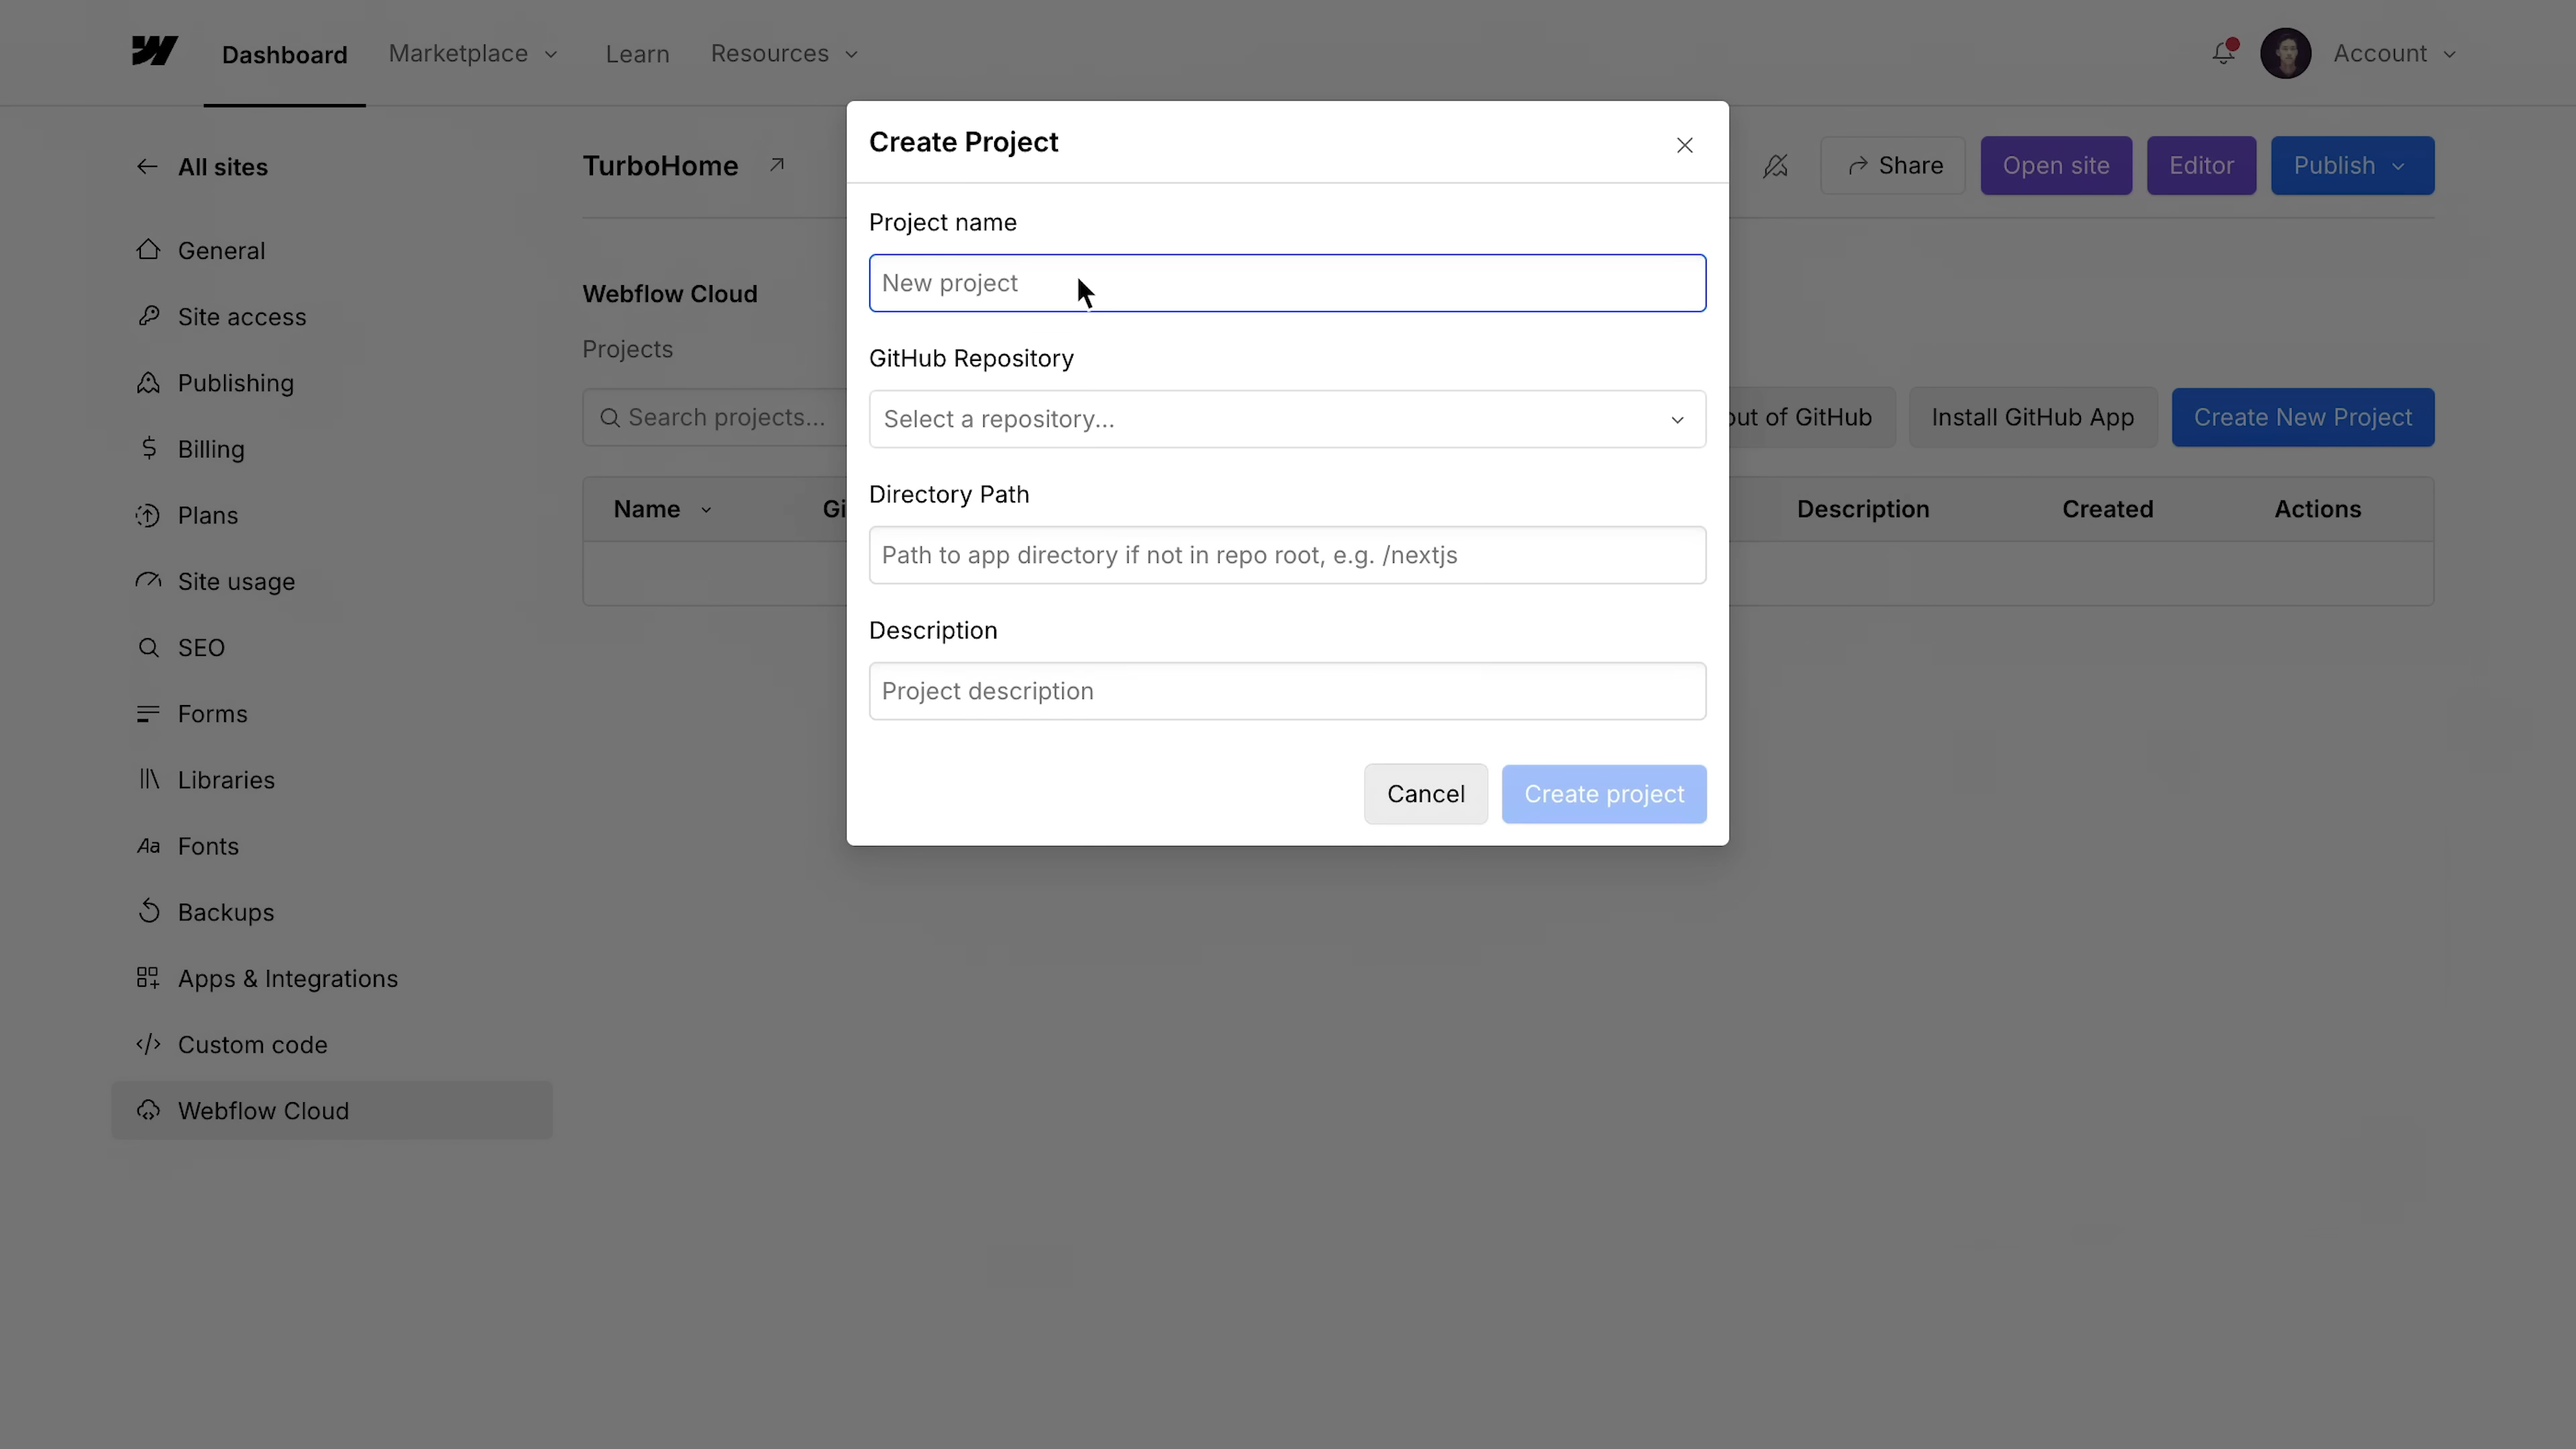 Dashboard
Marketplace
Learn
Resources
Account
Create Project
All sites
TurboHome
Share
Open site
Editor
Publish
Project name
New project
General
Webflow Cloud
Site access
Projects
GitHub Repository
Publishing
Search projects...
Select a repository...
out of GitHub
Install GitHub App
Create New Project
Billing
Directory Path
Name
Gi
Description
Created
Actions
Plans
Path to app directory if not in repo root, e.g. /nextjs
Site usage
Description
SEO
Project description
Forms
Libraries
Cancel
Create project
Fonts
Backups
Apps & Integrations
Custom code
Webflow Cloud